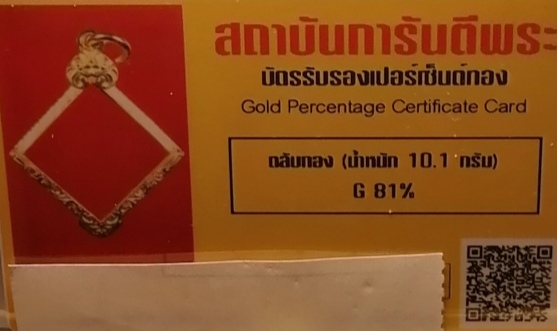 สถาบันการันตีพระ
บัตรรับรองเปอร์เซ็นต์ทอง
Gold Percentage Certificate Card
ตลับทอง (น้ำหนัก 10.1 กรัม)
G 81%